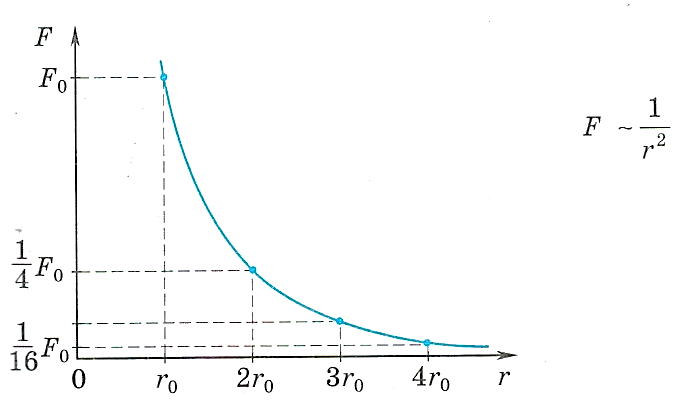 F
F₀
F ~ 1/r²
1/4 F₀
1/16 F₀
0 r₀ 2r₀ 3r₀ 4r₀ r